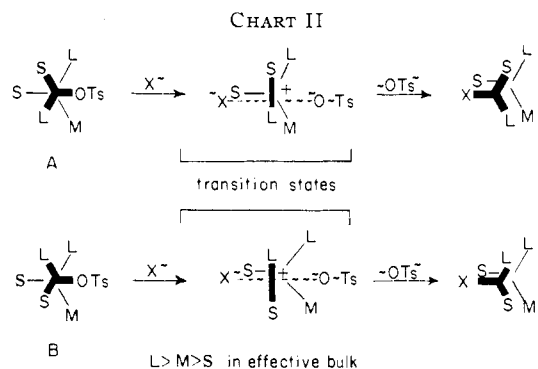 CHART II
S L S L OTs M
A
X⁻
⁻X S S L + L M ⁻O-Ts
~OTs⁻
L S X L M
transition states
L L S OTs S M
B
X⁻
X⁻ L S + L M S ⁻O-Ts
~OTs⁻
L L S X S M
L > M > S in effective bulk